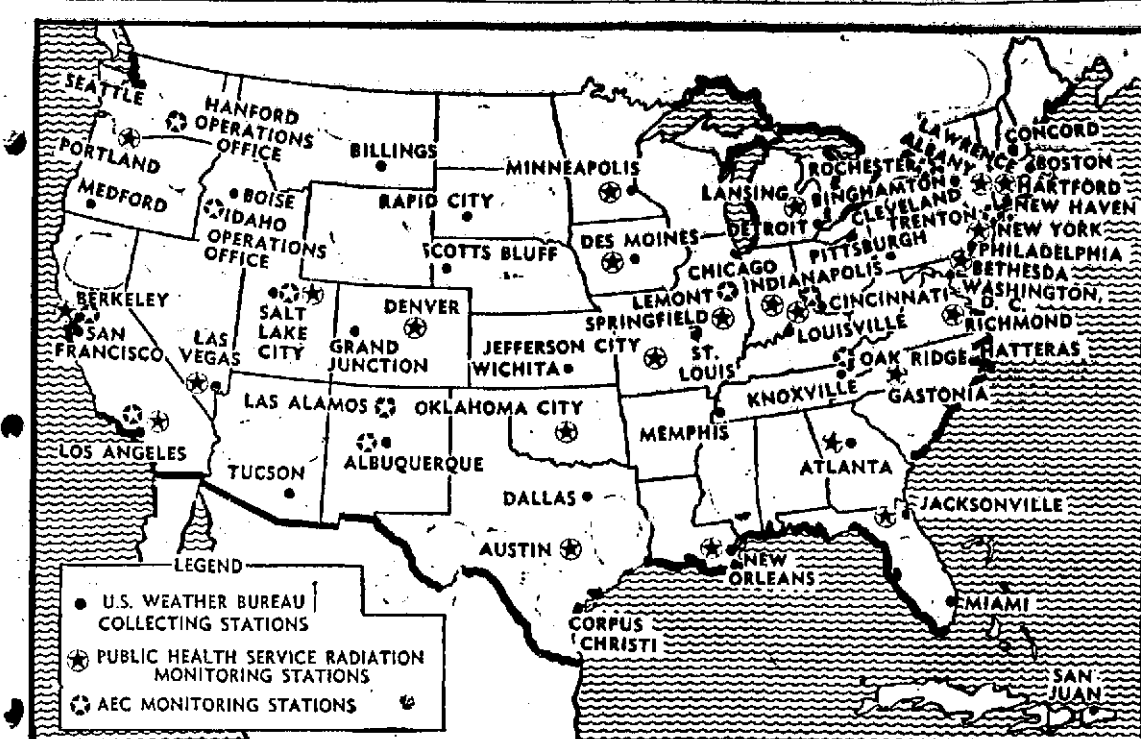 SEATTLE
HANFORD
OPERATIONS
OFFICE
PORTLAND
MEDFORD
BOISE
IDAHO
OPERATIONS
OFFICE
BILLINGS
RAPID CITY
SCOTTS BLUFF
MINNEAPOLIS
DES MOINES
LANSING
DETROIT
ROCHESTER
BINGHAMTON
CLEVELAND
TRENTON
PITTSBURGH
LAWRENCE
ALBANY
CONCORD
BOSTON
HARTFORD
NEW HAVEN
NEW YORK
PHILADELPHIA
BETHESDA
WASHINGTON,
D. C.
RICHMOND
HATTERAS
GASTONIA
BERKELEY
SAN
FRANCISCO
LAS
VEGAS
SALT
LAKE
CITY
GRAND
JUNCTION
DENVER
CHICAGO
INDIANAPOLIS
LEMONT
SPRINGFIELD
CINCINNATI
LOUISVILLE
JEFFERSON CITY
ST.
LOUIS
WICHITA
OAK RIDGE
KNOXVILLE
LAS ALAMOS
OKLAHOMA CITY
MEMPHIS
LOS ANGELES
TUCSON
ALBUQUERQUE
ATLANTA
DALLAS
JACKSONVILLE
AUSTIN
NEW
ORLEANS
CORPUS
CHRISTI
MIAMI
SAN
JUAN
LEGEND
U.S. WEATHER BUREAU
COLLECTING STATIONS
PUBLIC HEALTH SERVICE RADIATION
MONITORING STATIONS
AEC MONITORING STATIONS